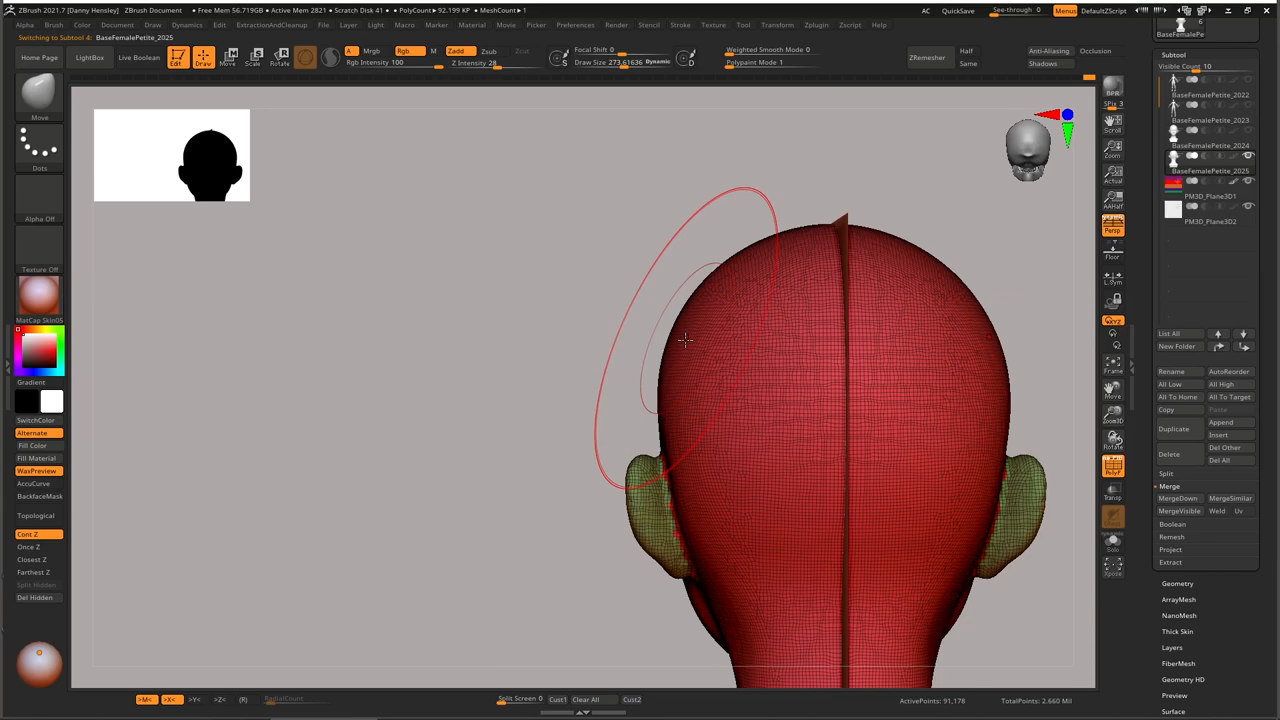 ZBrush 2021.7.1 [Danny Hensley] ZBrush Document • Free Mem 56.719GB • Active Mem 2821 • Scratch Disk 41 • PolyCount• 92.199 KP • MeshCount• 1
AC QuickSave See-through 0 Menus DefaultZScript
Alpha Brush Color Document Draw Dynamics Edit ExtractionAndCleanup File Layer Light Macro Marker Material Movie Picker Preferences Render Stencil Stroke Texture Tool Transform Zplugin Zscript Help
Switching to Subtool 4: BaseFemalePetite_2025
Home Page LightBox Live Boolean
Edit Draw Move Scale Rotate
A Mrgb Rgb M Zadd Zsub Zcut
Rgb Intensity 100 Z Intensity 28
S Focal Shift 0
Draw Size 273.61636 Dynamic D
Weighted Smooth Mode 0
Polypaint Mode 1
ZRemesher Half
Same
Anti-Aliasing Occlusion
Shadows
Move
Dots
Alpha Off
Texture Off
MatCap Skin05
Gradient
SwitchColor
Alternate
Fill Color
Fill Material
WaxPreview
AccuCurve
BackfaceMask
Topological
Cont Z
Once Z
Closest Z
Farthest Z
Split Hidden
Del Hidden
BPR
SPix 3
Scroll
Zoom
Actual
AAHalf
Persp
Floor
L.Sym
XYZ
Frame
Move
Zoom3D
Rotate
PolyF
Transp
Dynamic
Solo
Xpose
6
BaseFemalePe
Subtool
Visible Count 10
BaseFemalePetite_2022
BaseFemalePetite_2023
BaseFemalePetite_2024
BaseFemalePetite_2025
PM3D_Plane3D1
PM3D_Plane3D2
List All
New Folder
Rename AutoReorder
All Low All High
All To Home All To Target
Copy Paste
Duplicate Append
Insert
Delete Del Other
Del All
Split
Merge
MergeDown MergeSimilar
MergeVisible Weld Uv
Boolean
Remesh
Project
Extract
Geometry
ArrayMesh
NanoMesh
Thick Skin
Layers
FiberMesh
Geometry HD
Preview
Surface
>M< >X< >Y< >Z< (R) RadialCount
Split Screen 0 Cust1 Clear All Cust2
ActivePoints: 91,178 TotalPoints: 2.660 Mil